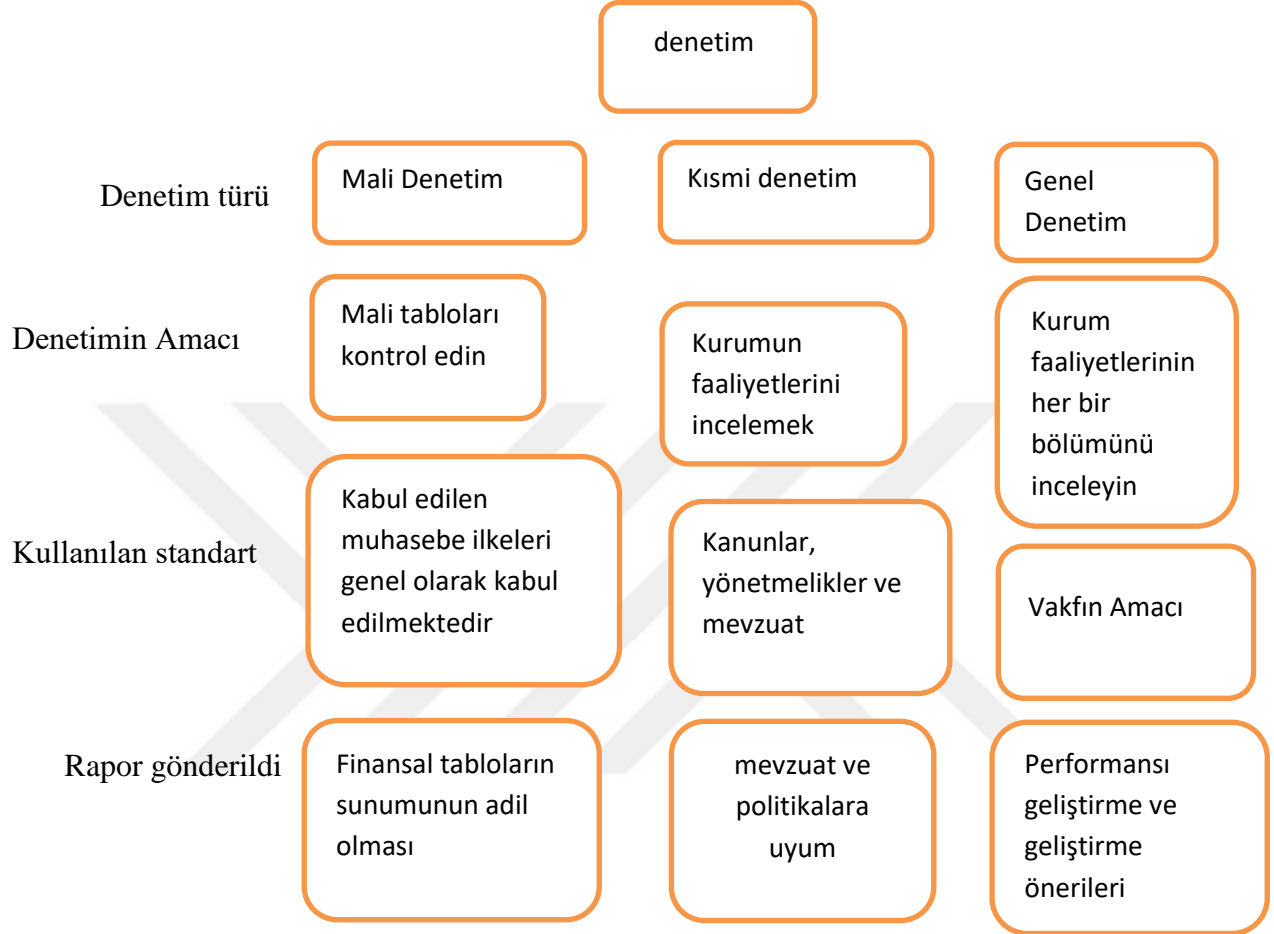 denetim
Denetim türü
Mali Denetim
Kısmi denetim
Genel
Denetim
Denetimin Amacı
Mali tabloları
kontrol edin
Kurumun
faaliyetlerini
incelemek
Kurum
faaliyetlerinin
her bir
bölümünü
inceleyin
Kullanılan standart
Kabul edilen
muhasebe ilkeleri
genel olarak kabul
edilmektedir
Kanunlar,
yönetmelikler ve
mevzuat
Vakfın Amacı
Rapor gönderildi
Finansal tabloların
sunumunun adil
olması
mevzuat ve
politikalara
uyum
Performansı
geliştirme ve
geliştirme
önerileri